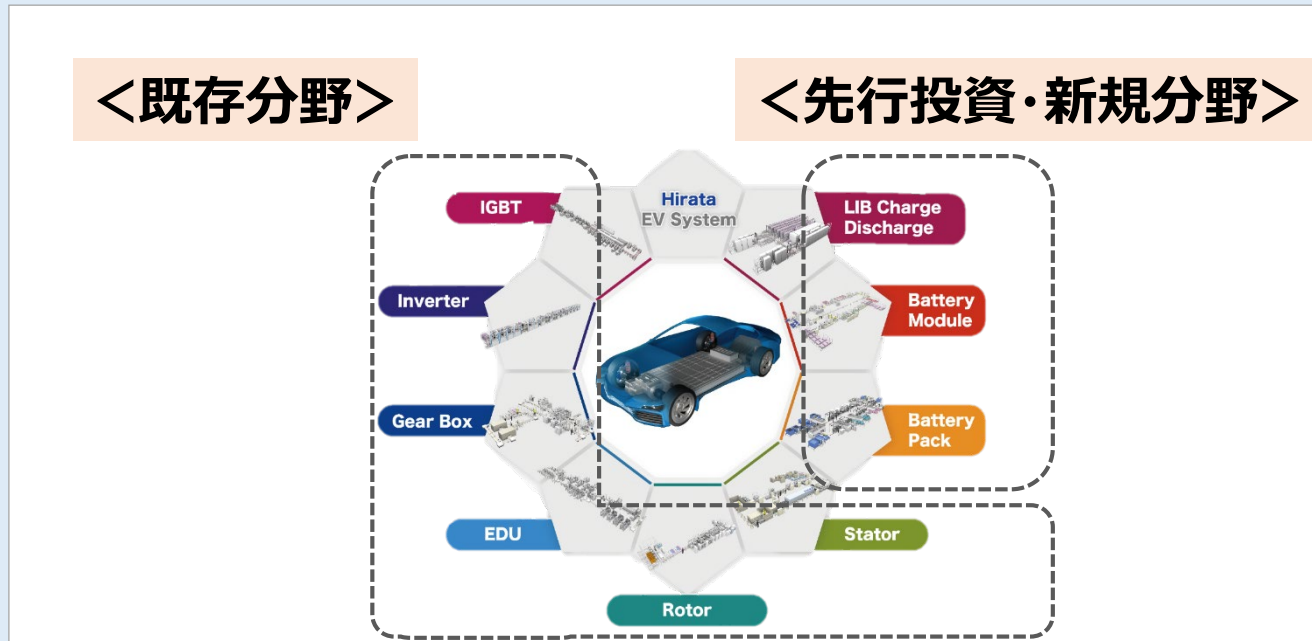 ＜既存分野＞
＜先行投資・新規分野＞
Hirata
EV System
IGBT
LIB Charge
Discharge
Inverter
Battery
Module
Gear Box
Battery
Pack
EDU
Stator
Rotor